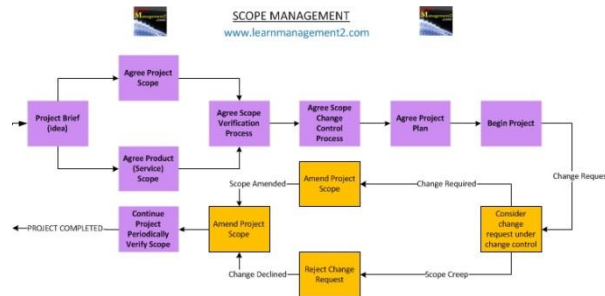 SCOPE MANAGEMENT
www.learnmanagement2.com
Agree Project
Scope
Project Brief
(idea)
Agree Product
(Service)
Scope
Agree Scope
Verification
Process
Agree Scope
Change
Control
Process
Agree Project
Plan
Begin Project
Change Reques
Consider
change
request under
change control
Change Required
Amend Project
Scope
Scope Amended
Scope Creep
Reject Change
Request
Change Declined
Amend Project
Scope
Continue
Project
Periodically
Verify Scope
PROJECT COMPLETED